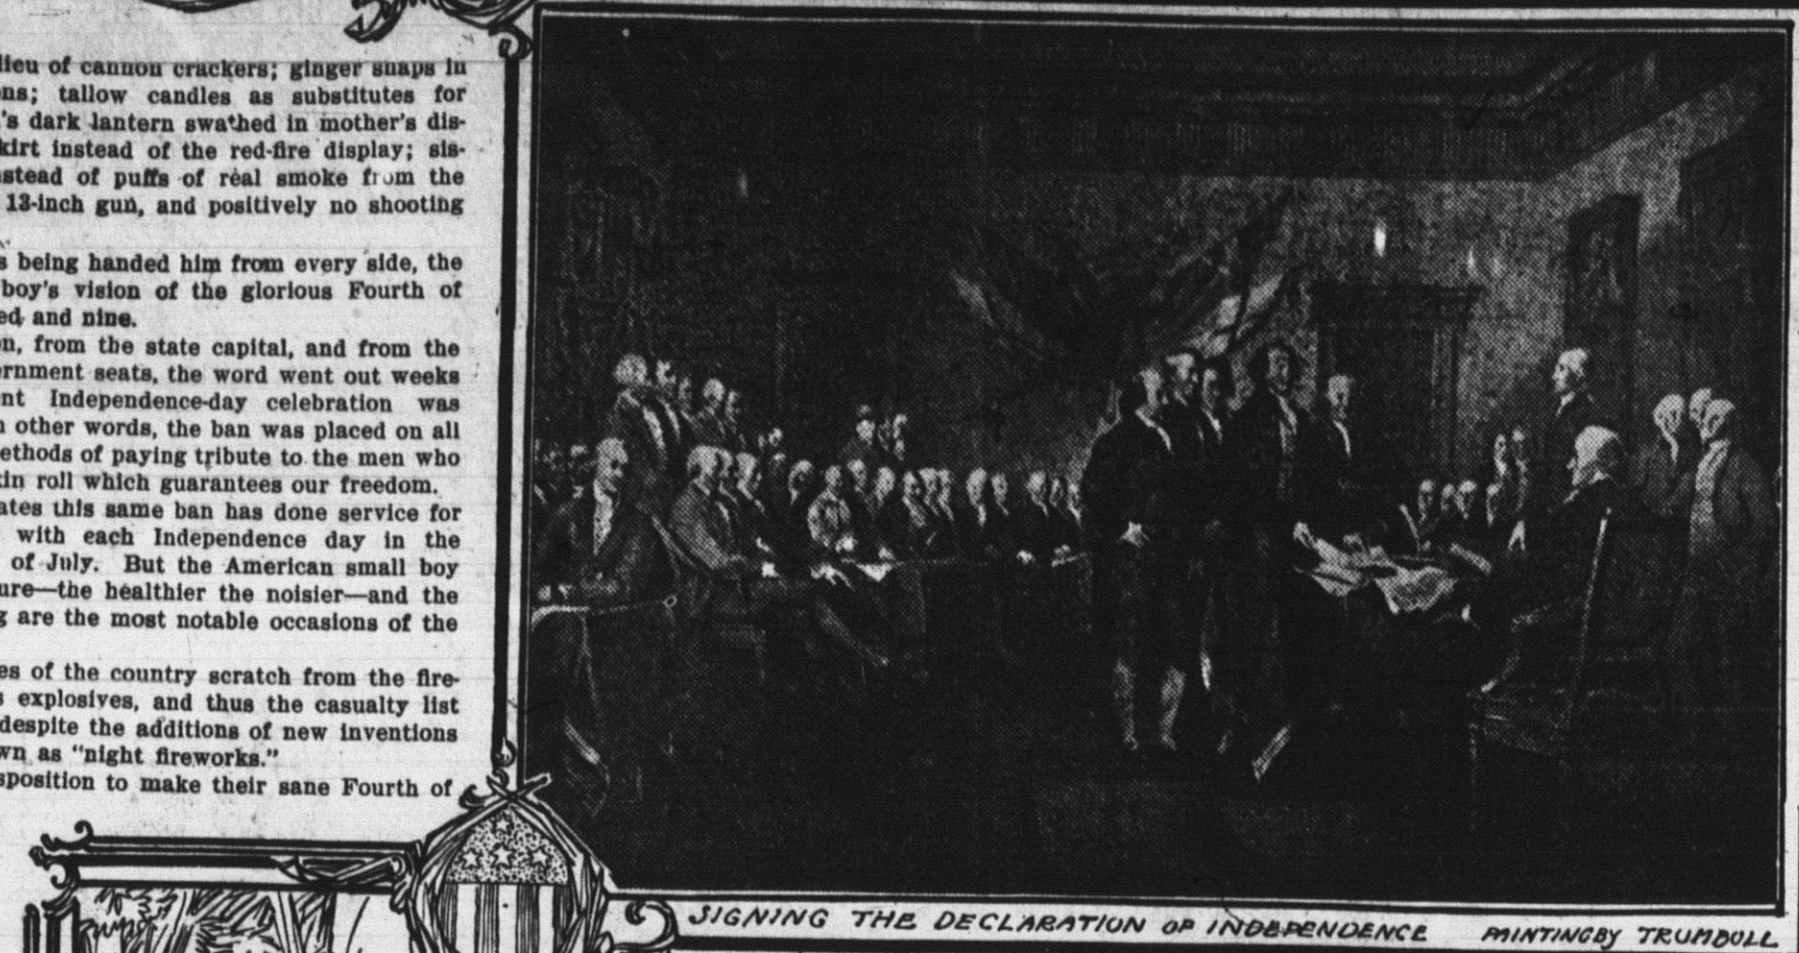 lieu of cannon crackers; ginger snaps in
ns; tallow candles as substitutes for
's dark lantern swathed in mother's dis-
kirt instead of the red-fire display; sis-
stead of puffs of real smoke from the
13-inch gun, and positively no shooting
s being handed him from every side, the
boy's vision of the glorious Fourth of
ed and nine.
n, from the state capital, and from the
ernment seats, the word went out weeks
nt Independence-day celebration was
n other words, the ban was placed on all
ethods of paying tribute to the men who
kin roll which guarantees our freedom.
ates this same ban has done service for
with each Independence day in the
of July. But the American small boy
ure—the healthier the noisier—and the
g are the most notable occasions of the
es of the country scratch from the fire-
s explosives, and thus the casualty list
despite the additions of new inventions
wn as "night fireworks."
sposition to make their sane Fourth of
SIGNING THE DECLARATION OF INDEPENDENCE PAINTING BY TRUMBULL